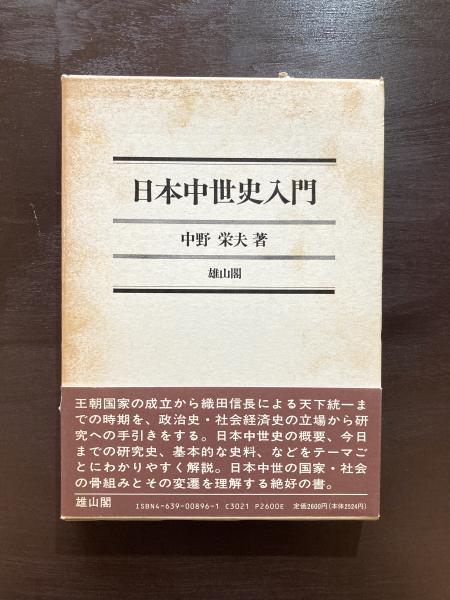 日本中世史入門
中野 栄夫 著
雄山閣
王朝国家の成立から織田信長による天下統一ま
での時期を、政治史・社会経済史の立場から研
究への手引きをする。日本中世史の概要、今日
までの研究史、基本的な史料、などをテーマご
とにわかりやすく解説。日本中世の国家・社会
の骨組みとその変遷を理解する絶好の書。
雄山閣 ISBN4-639-00896-1 C3021 P2600E 定価2600円(本体2524円)